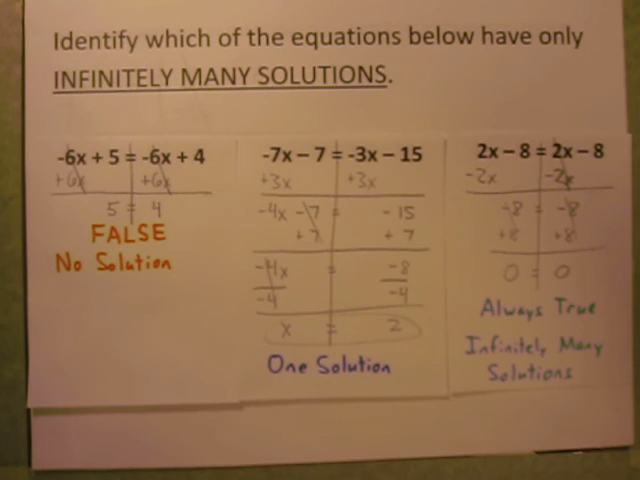 Identify which of the equations below have only
INFINITELY MANY SOLUTIONS.
-6x + 5 = -6x + 4
+6x +6x
5 = 4
FALSE
No Solution
-7x – 7 = -3x – 15
+3x +3x
-4x -7 = -15
+7 +7
-4x = -8
-4 -4
x = 2
One Solution
2x – 8 = 2x – 8
-2x -2x
-8 = -8
+8 +8
0 = 0
Always True
Infinitely Many
Solutions